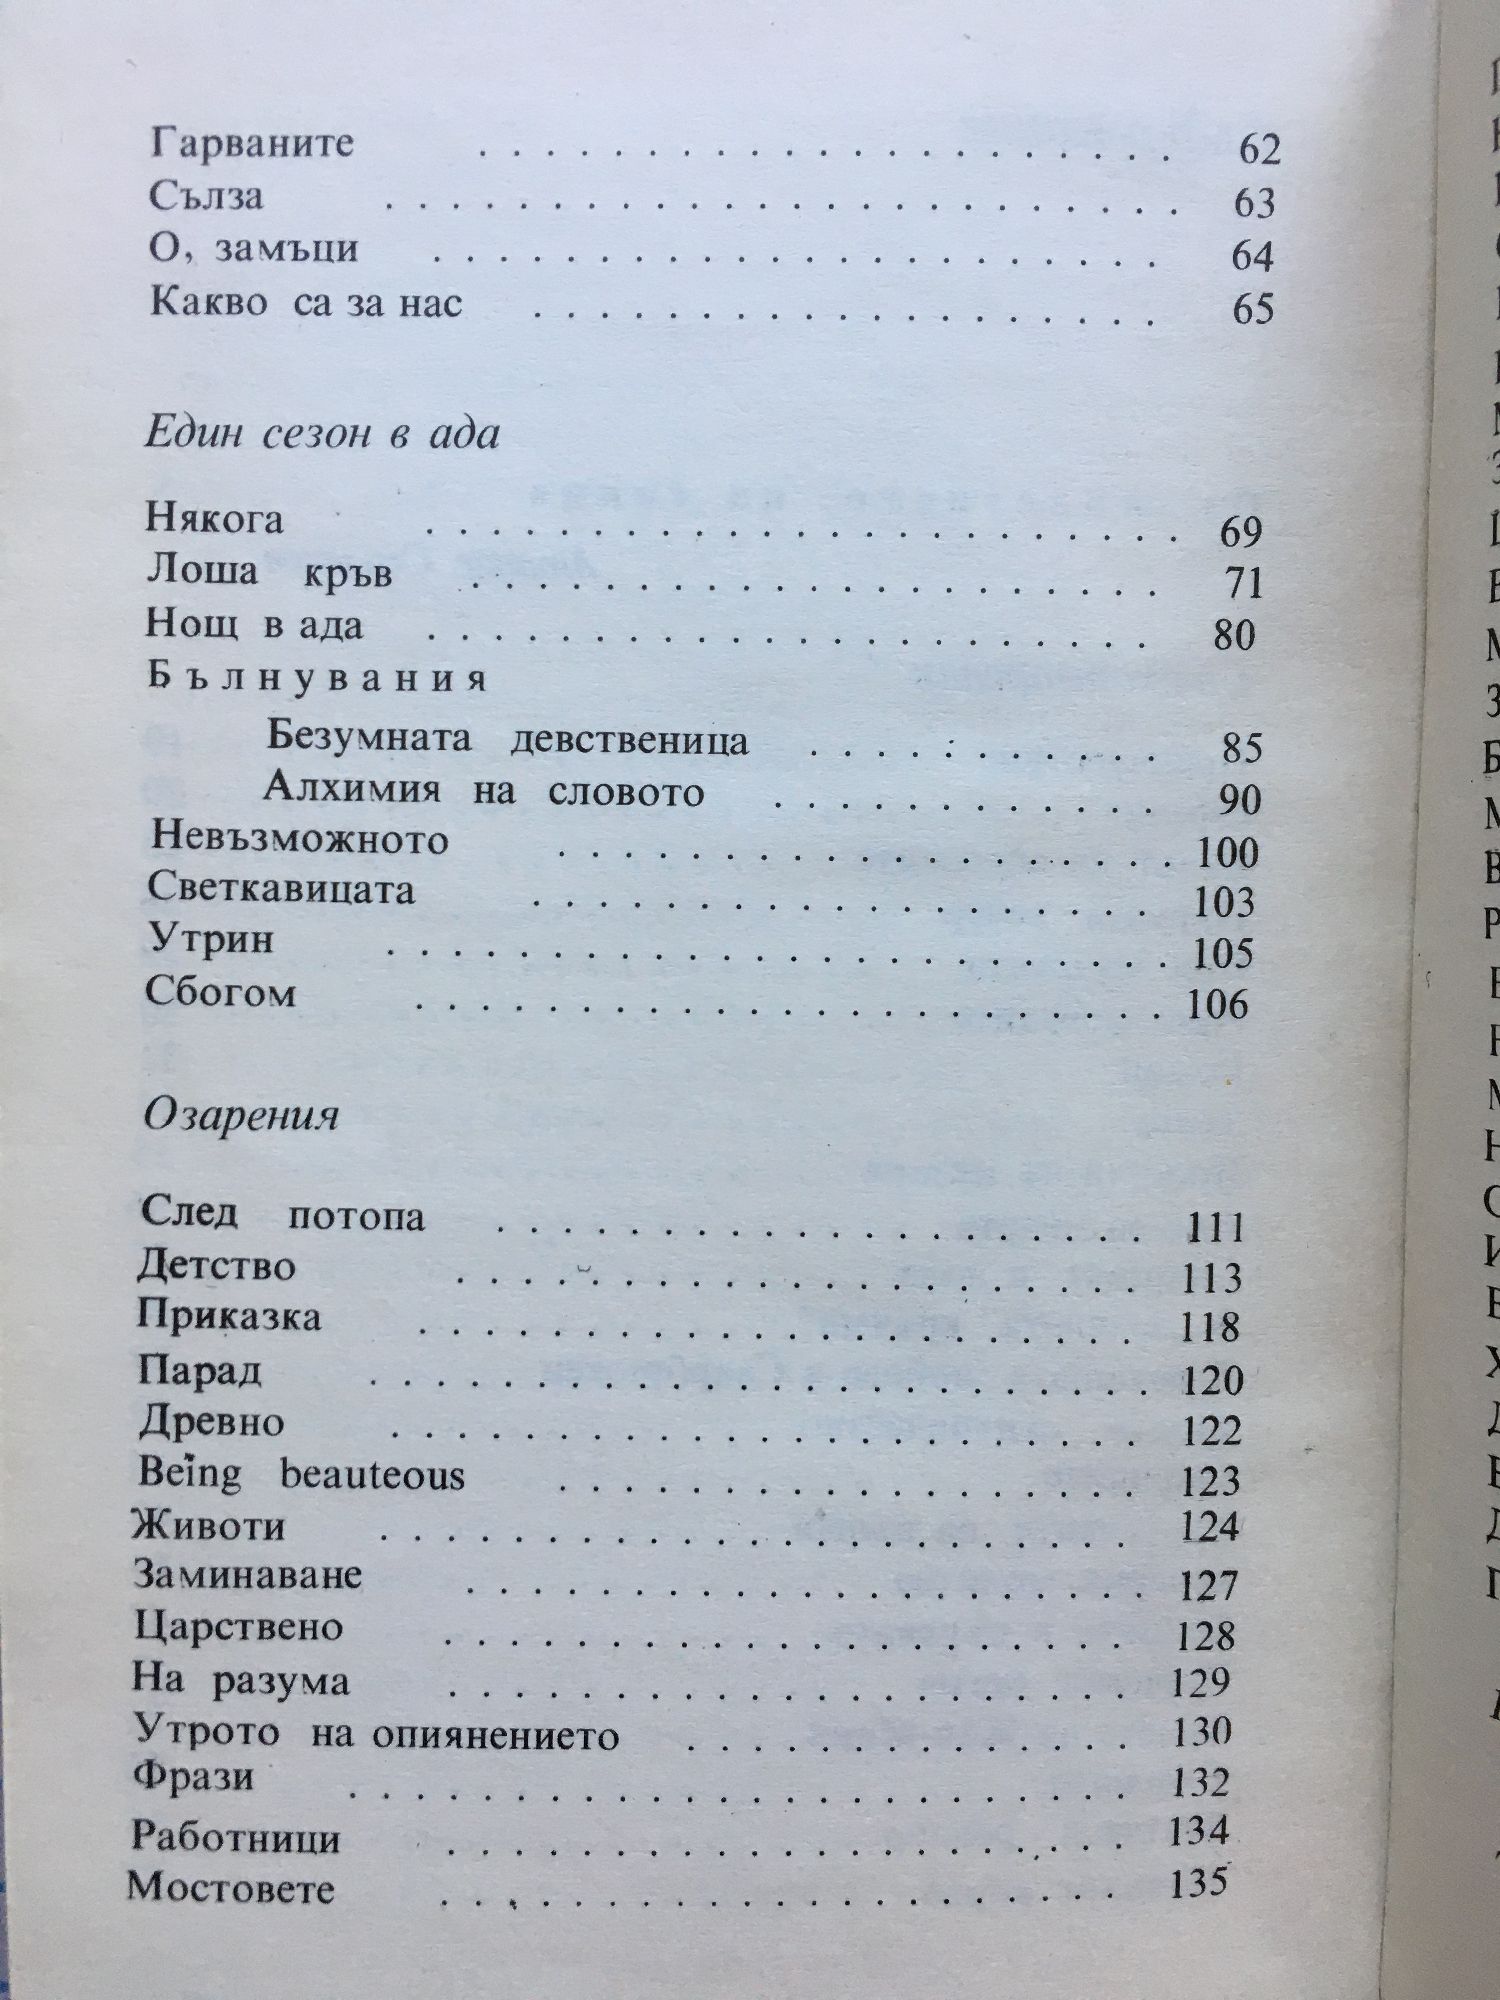 Гарваните . . . . . . . . . . . . . . . . . . . . . 62
Сълза . . . . . . . . . . . . . . . . . . . . . . . . 63
О, замъци . . . . . . . . . . . . . . . . . . . . . . 64
Какво са за нас . . . . . . . . . . . . . . . . . . . 65
Един сезон в ада
Някога . . . . . . . . . . . . . . . . . . . . . . . 69
Лоша кръв . . . . . . . . . . . . . . . . . . . . . 71
Нощ в ада . . . . . . . . . . . . . . . . . . . . . . 80
Бълнувания
Безумната девственица . . . . . . . . . . . 85
Алхимия на словото . . . . . . . . . . . . 90
Невъзможното . . . . . . . . . . . . . . . . . . . 100
Светкавицата . . . . . . . . . . . . . . . . . . . 103
Утрин . . . . . . . . . . . . . . . . . . . . . . . . 105
Сбогом . . . . . . . . . . . . . . . . . . . . . . . 106
Озарения
След потопа . . . . . . . . . . . . . . . . . . . . 111
Детство . . . . . . . . . . . . . . . . . . . . . 113
Приказка . . . . . . . . . . . . . . . . . . . . . . 118
Парад . . . . . . . . . . . . . . . . . . . . . . . . 120
Древно . . . . . . . . . . . . . . . . . . . . . . . 122
Being beauteous . . . . . . . . . . . . . . . . . . 123
Животи . . . . . . . . . . . . . . . . . . . . . . . 124
Заминаване . . . . . . . . . . . . . . . . . . . . . 127
Царствено . . . . . . . . . . . . . . . . . . . . . 128
На разума . . . . . . . . . . . . . . . . . . . . . 129
Утрото на опиянението . . . . . . . . . . . . . . 130
Фрази . . . . . . . . . . . . . . . . . . . . . . . . 132
Работници . . . . . . . . . . . . . . . . . . . . . 134
Мостовете . . . . . . . . . . . . . . . . . . . . . 135